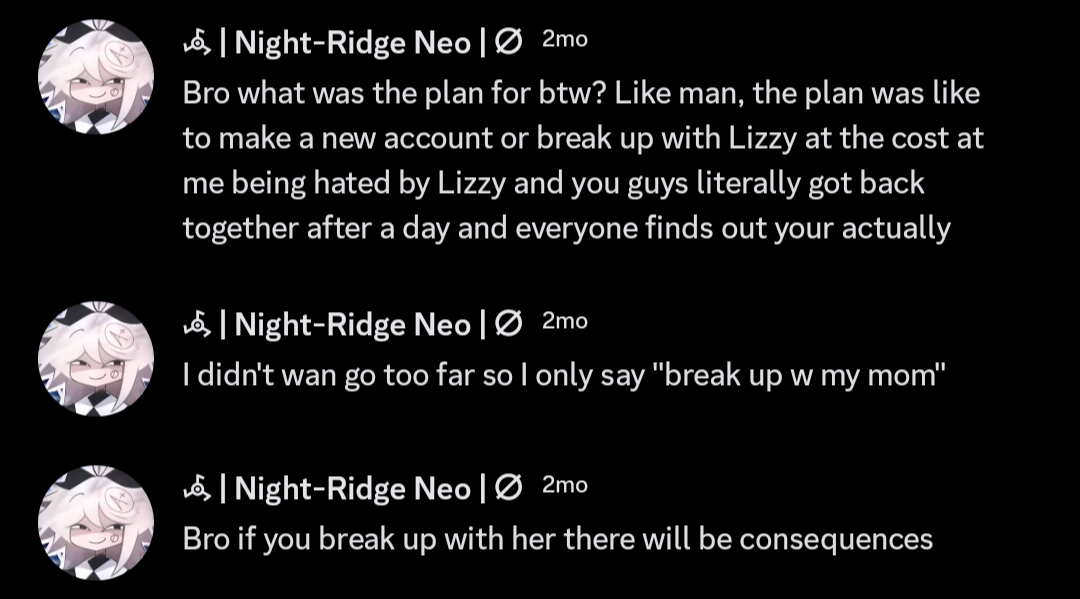 | Night-Ridge Neo | ∅ 2mo
Bro what was the plan for btw? Like man, the plan was like
to make a new account or break up with Lizzy at the cost at
me being hated by Lizzy and you guys literally got back
together after a day and everyone finds out your actually
| Night-Ridge Neo | ∅ 2mo
I didn't wan go too far so I only say "break up w my mom"
| Night-Ridge Neo | ∅ 2mo
Bro if you break up with her there will be consequences